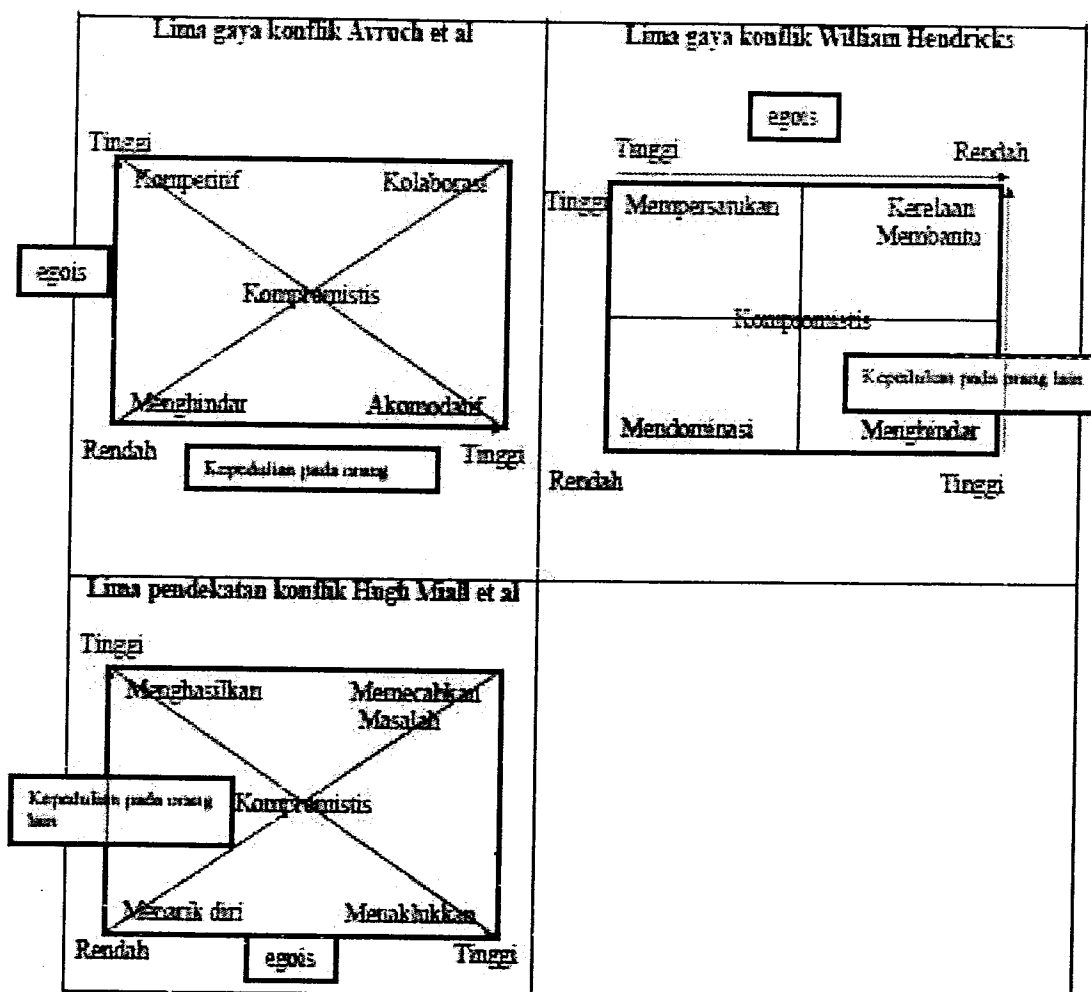 Lima gaya konflik Avruch et al
Tinggi
Komperitif
Kolaborasi
egois
Kompromistis
Menghindar
Akomodatif
Rendah
Kepedulian pada orang
Tinggi
Lima gaya konflik William Hendricks
egois
Tinggi
Rendah
Tinggi
Mempersatukan
Kerelaan
Membantu
Kompromistis
Kepedulian pada orang lain
Mendominasi
Menghindar
Rendah
Tinggi
Lima pendekatan konflik Hugh Miall et al
Tinggi
Menghasilkan
Memecahkan
Masalah
Kepedulian pada orang
lain
Kompromistis
Menarik diri
Menaklukkan
Rendah
egois
Tinggi